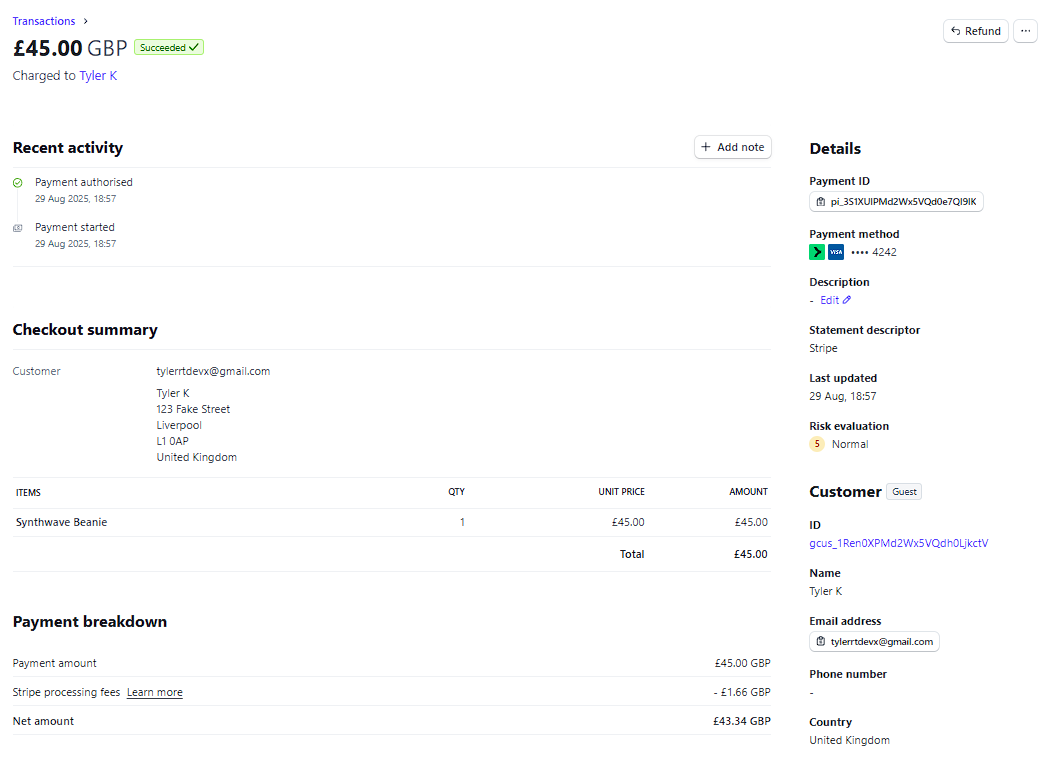 Transactions
£45.00 GBP Succeeded
Refund
Charged to Tyler K
Recent activity
Add note
Payment authorised
29 Aug 2025, 18:57
Payment started
29 Aug 2025, 18:57
Checkout summary
Customer tylerrtdevx@gmail.com
Tyler K
123 Fake Street
Liverpool
L1 0AP
United Kingdom
ITEMS QTY UNIT PRICE AMOUNT
Synthwave Beanie 1 £45.00 £45.00
Total £45.00
Payment breakdown
Payment amount £45.00 GBP
Stripe processing fees Learn more - £1.66 GBP
Net amount £43.34 GBP
Details
Payment ID
pi_3S1XUIPMd2Wx5VQd0e7QI9IK
Payment method
VISA •••• 4242
Description
- Edit
Statement descriptor
Stripe
Last updated
29 Aug, 18:57
Risk evaluation
5 Normal
Customer Guest
ID
gcus_1Ren0XPMd2Wx5VQdh0LjkctV
Name
Tyler K
Email address
tylerrtdevx@gmail.com
Phone number
-
Country
United Kingdom